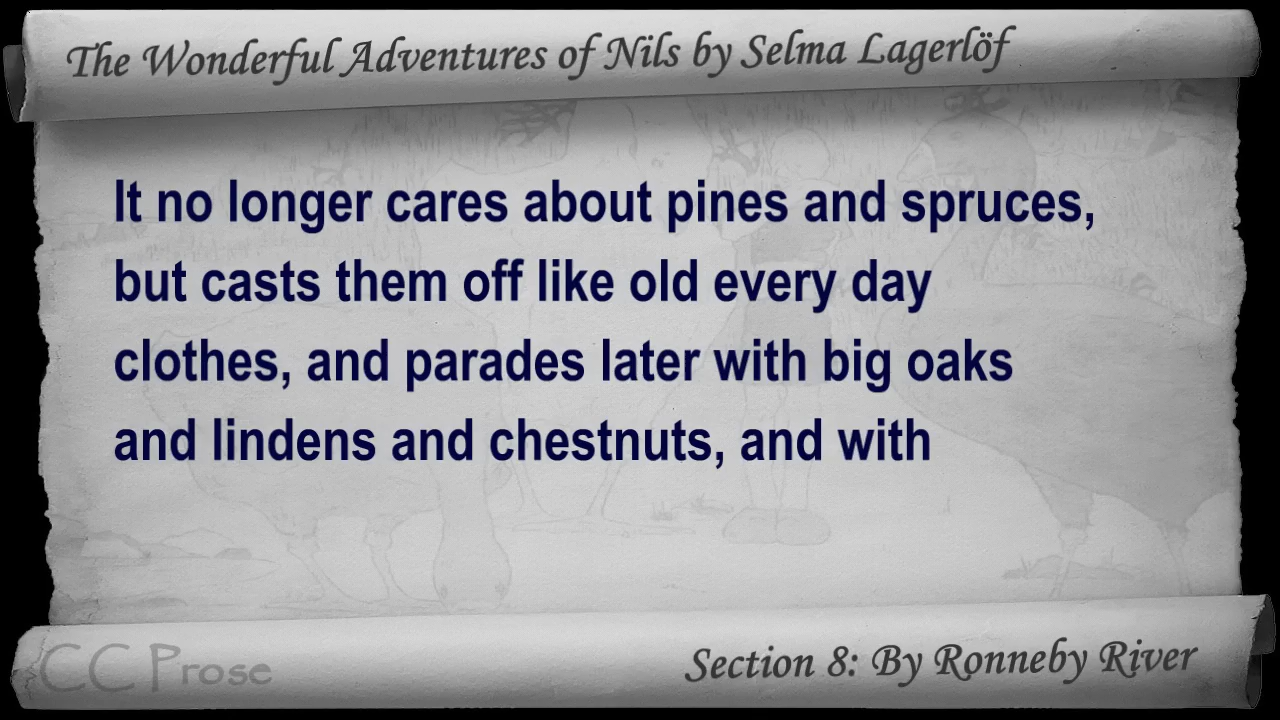 The Wonderful Adventures of Nils by Selma Lagerlöf
It no longer cares about pines and spruces,
but casts them off like old every day
clothes, and parades later with big oaks
and lindens and chestnuts, and with
CC Prose
Section 8: By Ronneby River